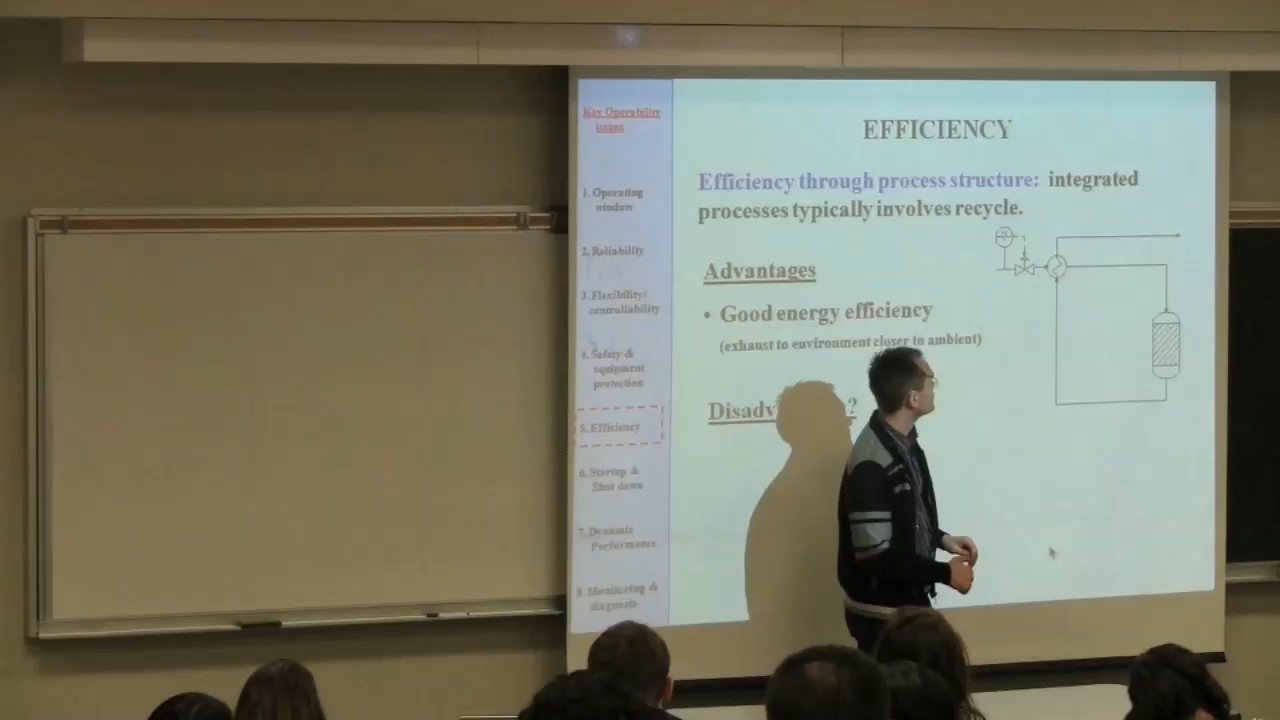 Key Operability
issues
1. Operating
window
2. Reliability
3. Flexibility/
controllability
4. Safety &
equipment
protection
5. Efficiency
6. Startup &
Shut down
7. Dynamic
Performance
8. Monitoring &
diagnosis
EFFICIENCY
Efficiency through process structure: integrated
processes typically involves recycle.
Advantages
• Good energy efficiency
(exhaust to environment closer to ambient)
?